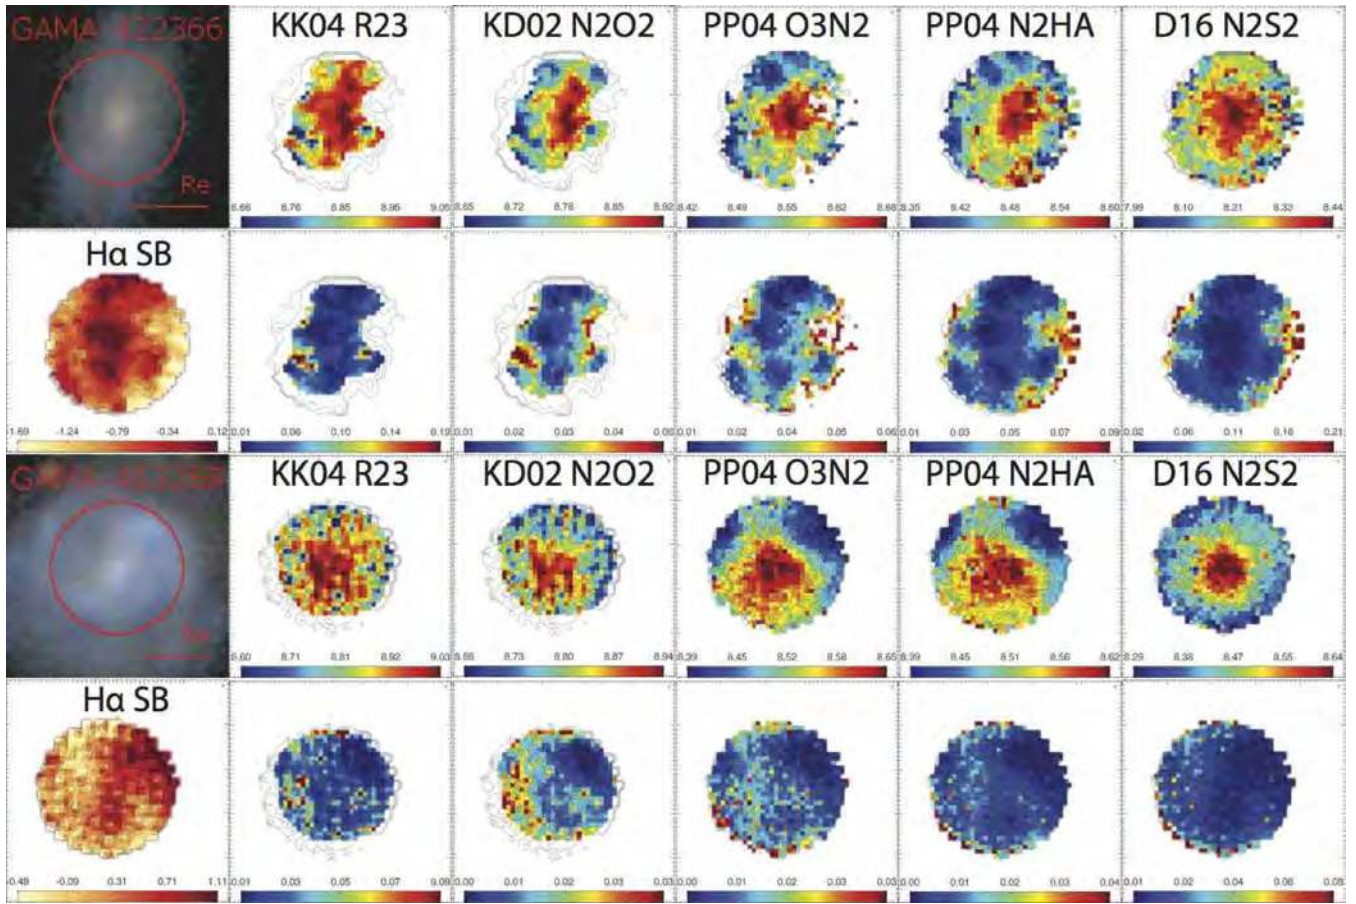 GAMA 422366 KK04 R23 KD02 N2O2 PP04 O3N2 PP04 N2HA D16 N2S2
Re
8.66 8.76 8.85 8.95 9.05 8.65 8.72 8.78 8.85 8.92 8.42 8.49 8.55 8.62 8.68 8.35 8.42 8.48 8.54 8.60 7.99 8.10 8.21 8.33 8.44
Hα SB
-1.69 -1.24 -0.79 -0.34 0.12 0.01 0.06 0.10 0.14 0.19 0.01 0.02 0.03 0.04 0.01 0.02 0.04 0.05 0.06 0.01 0.03 0.05 0.07 0.09 0.02 0.06 0.11 0.16 0.21
GAMA KK04 R23 KD02 N2O2 PP04 O3N2 PP04 N2HA D16 N2S2
8.60 8.71 8.81 8.92 9.03 8.66 8.73 8.80 8.87 8.94 8.39 8.45 8.52 8.58 8.65 8.39 8.45 8.51 8.56 8.62 8.29 8.38 8.47 8.55 8.64
Hα SB
-0.49 -0.09 0.31 0.71 1.11 0.01 0.03 0.05 0.07 0.09 0.00 0.01 0.02 0.03 0.00 0.01 0.02 0.03 0.03 0.00 0.01 0.02 0.03 0.04 0.01 0.02 0.04 0.06 0.08